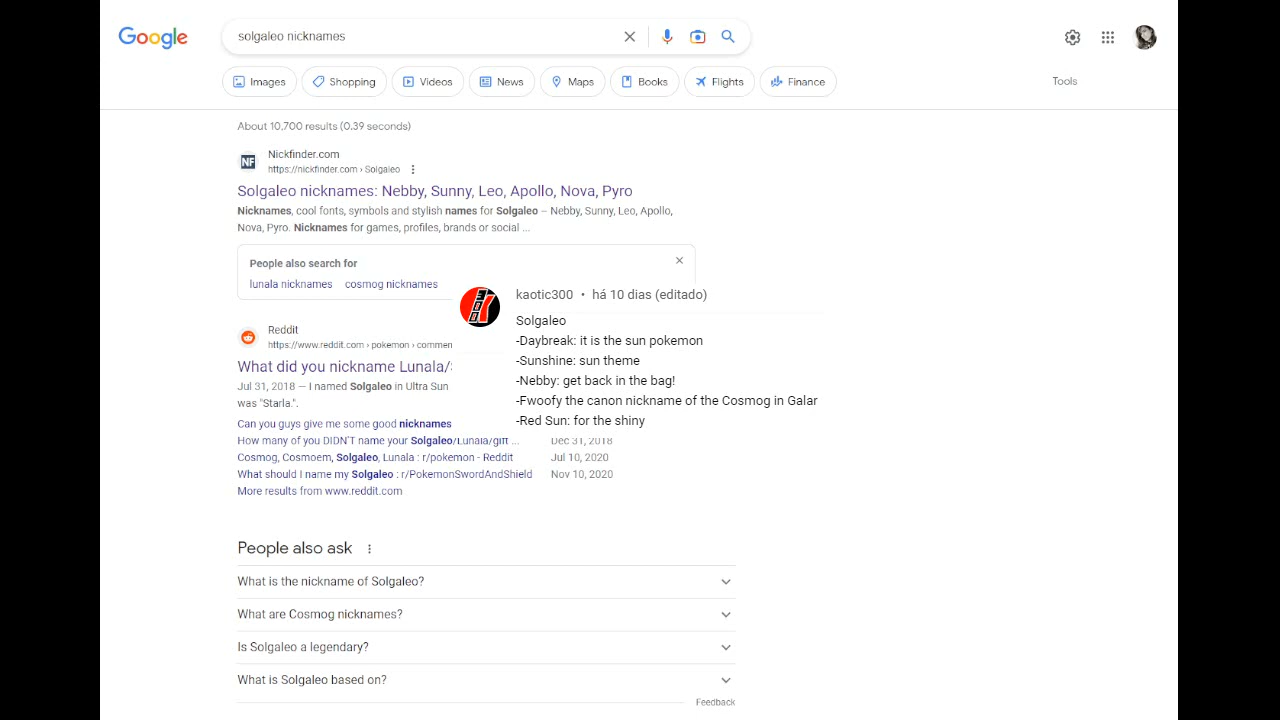 Google
solgaleo nicknames
Images
Shopping
Videos
News
Maps
Books
Flights
Finance
Tools
About 10,700 results (0.39 seconds)
NF
Nickfinder.com
https://nickfinder.com › Solgaleo
Solgaleo nicknames: Nebby, Sunny, Leo, Apollo, Nova, Pyro
Nicknames, cool fonts, symbols and stylish names for Solgaleo – Nebby, Sunny, Leo, Apollo,
Nova, Pyro. Nicknames for games, profiles, brands or social ...
People also search for
lunala nicknames cosmog nicknames
kaotic300 • há 10 dias (editado)
Solgaleo
-Daybreak: it is the sun pokemon
-Sunshine: sun theme
-Nebby: get back in the bag!
-Fwoofy the canon nickname of the Cosmog in Galar
-Red Sun: for the shiny
Reddit
https://www.reddit.com › pokemon › commen
What did you nickname Lunala/
Jul 31, 2018 — I named Solgaleo in Ultra Sun
was "Starla.".
Can you guys give me some good nicknames
How many of you DIDN'T name your Solgaleo/Lunala/gift ... Dec 31, 2018
Cosmog, Cosmoem, Solgaleo, Lunala : r/pokemon - Reddit Jul 10, 2020
What should I name my Solgaleo : r/PokemonSwordAndShield Nov 10, 2020
More results from www.reddit.com
People also ask
What is the nickname of Solgaleo?
What are Cosmog nicknames?
Is Solgaleo a legendary?
What is Solgaleo based on?
Feedback